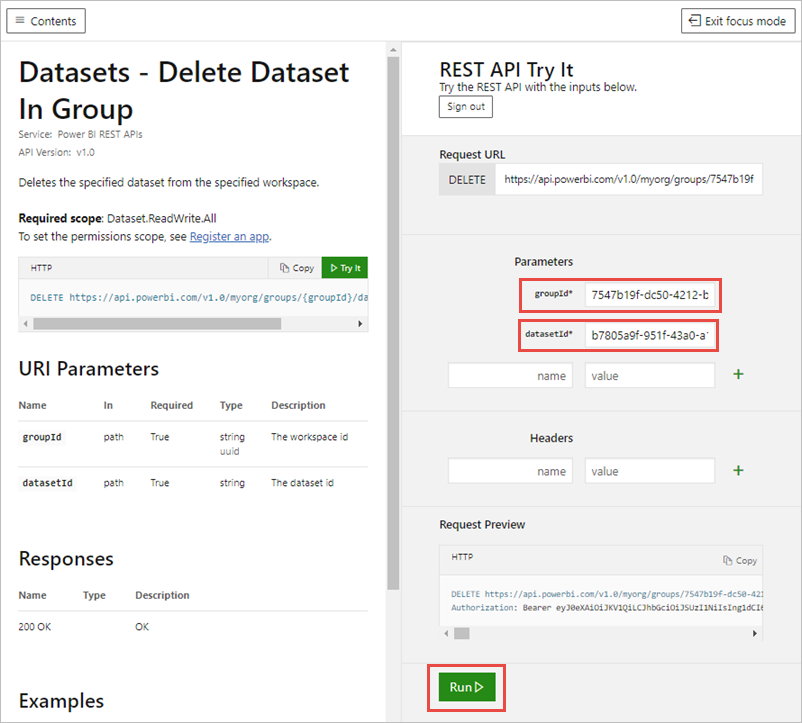 Contents
Exit focus mode
Datasets - Delete Dataset
In Group
Service: Power BI REST APIs
API Version: v1.0
Deletes the specified dataset from the specified workspace.
Required scope: Dataset.ReadWrite.All
To set the permissions scope, see Register an app.
HTTP
Copy
Try It
DELETE https://api.powerbi.com/v1.0/myorg/groups/{groupId}/da
URI Parameters
Name In Required Type Description
groupId path True string The workspace id
uuid
datasetId path True string The dataset id
Responses
Name Type Description
200 OK OK
Examples
REST API Try It
Try the REST API with the inputs below.
Sign out
Request URL
DELETE https://api.powerbi.com/v1.0/myorg/groups/7547b19f
Parameters
groupId* 7547b19f-dc50-4212-b
datasetId* b7805a9f-951f-43a0-a
name value +
Headers
name value +
Request Preview
HTTP
Copy
DELETE https://api.powerbi.com/v1.0/myorg/groups/7547b19f-dc50-421
Authorization: Bearer eyJ0eXAiOiJKV1QiLCJhbGciOiJSUzI1NiIsIng1dCI6
Run